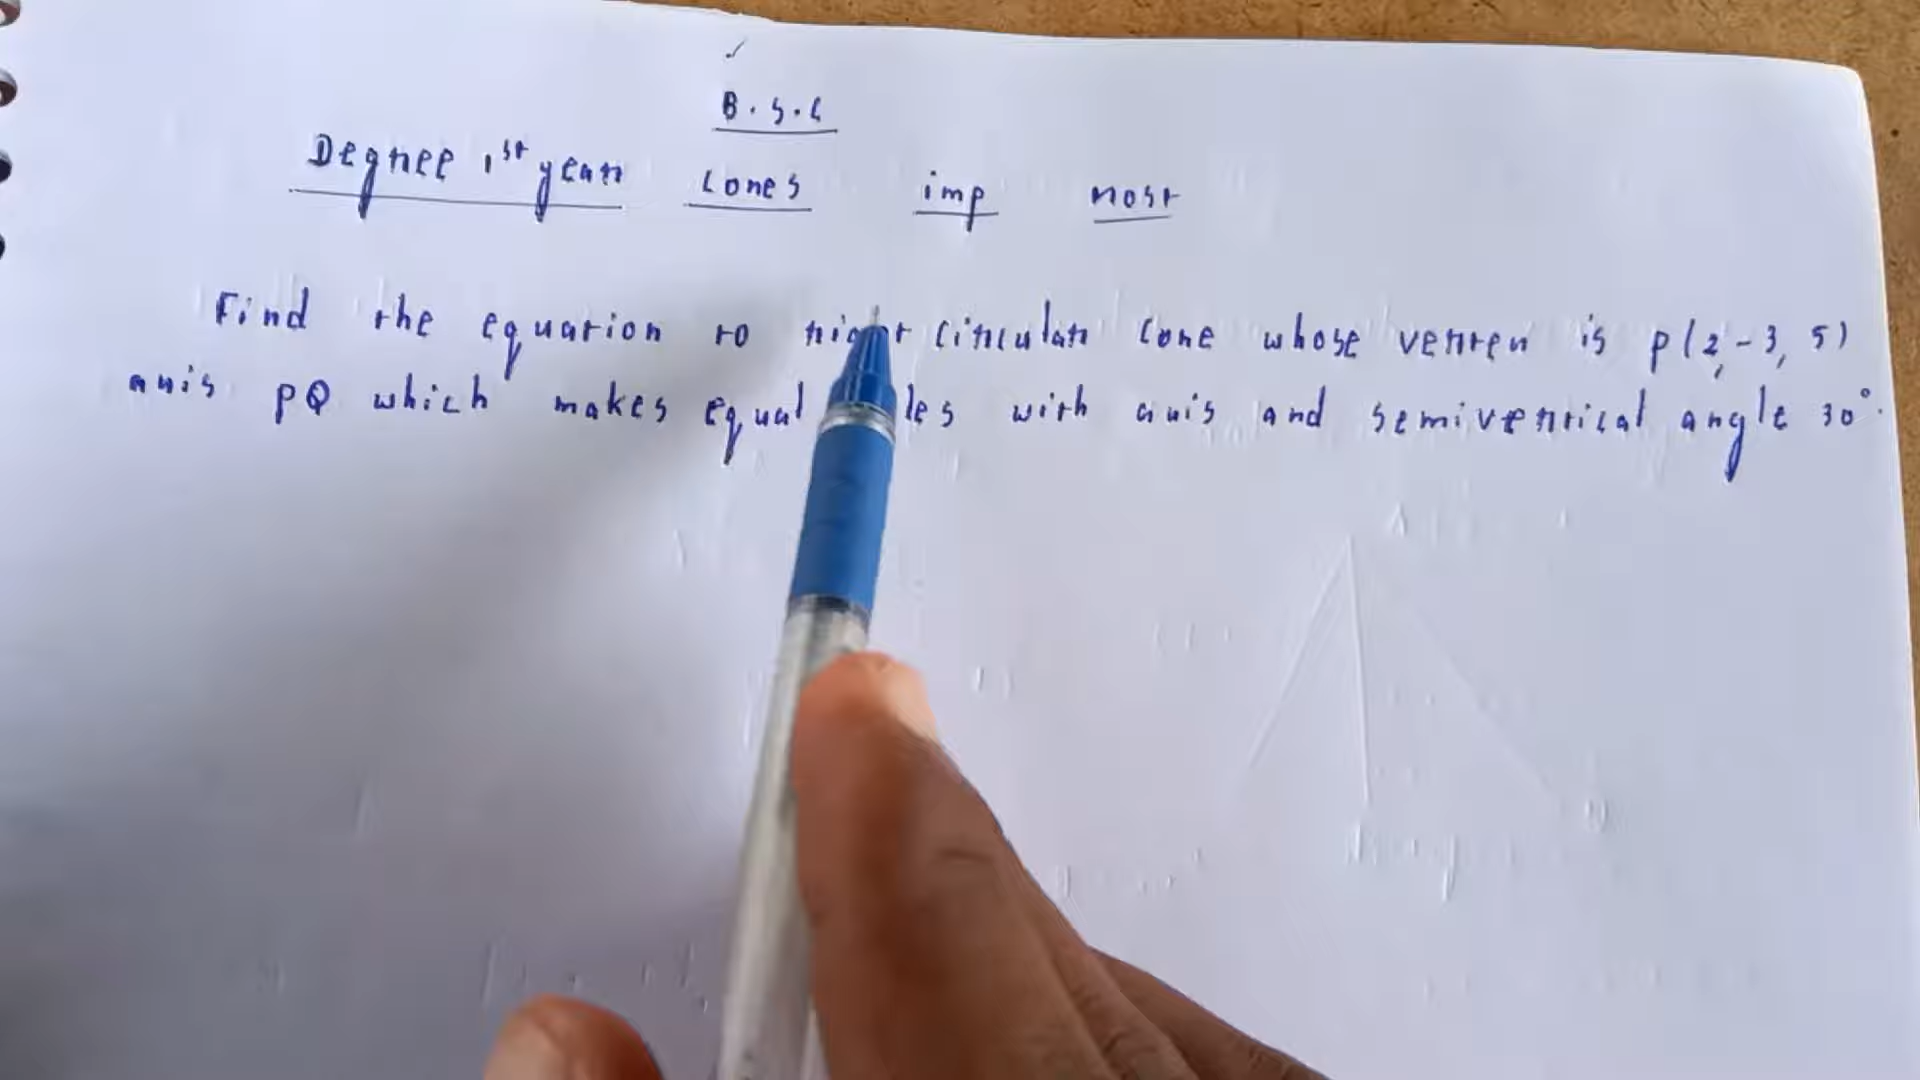 B.S.C
Degree 1st year Cones imp most
Find the equation to right circular cone whose vertex is P(2,-3,5)
axis PQ which makes equal les with axis and semivertical angle 30°.